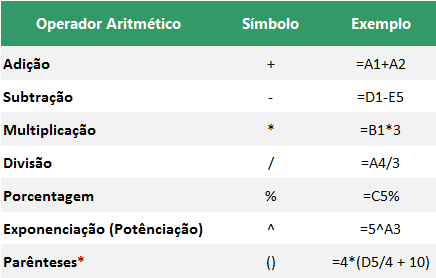 Operador Aritmético Símbolo Exemplo
Adição + =A1+A2
Subtração - =D1-E5
Multiplicação * =B1*3
Divisão / =A4/3
Porcentagem % =C5%
Exponenciação (Potênciação) ^ =5^A3
Parênteses* () =4*(D5/4 + 10)